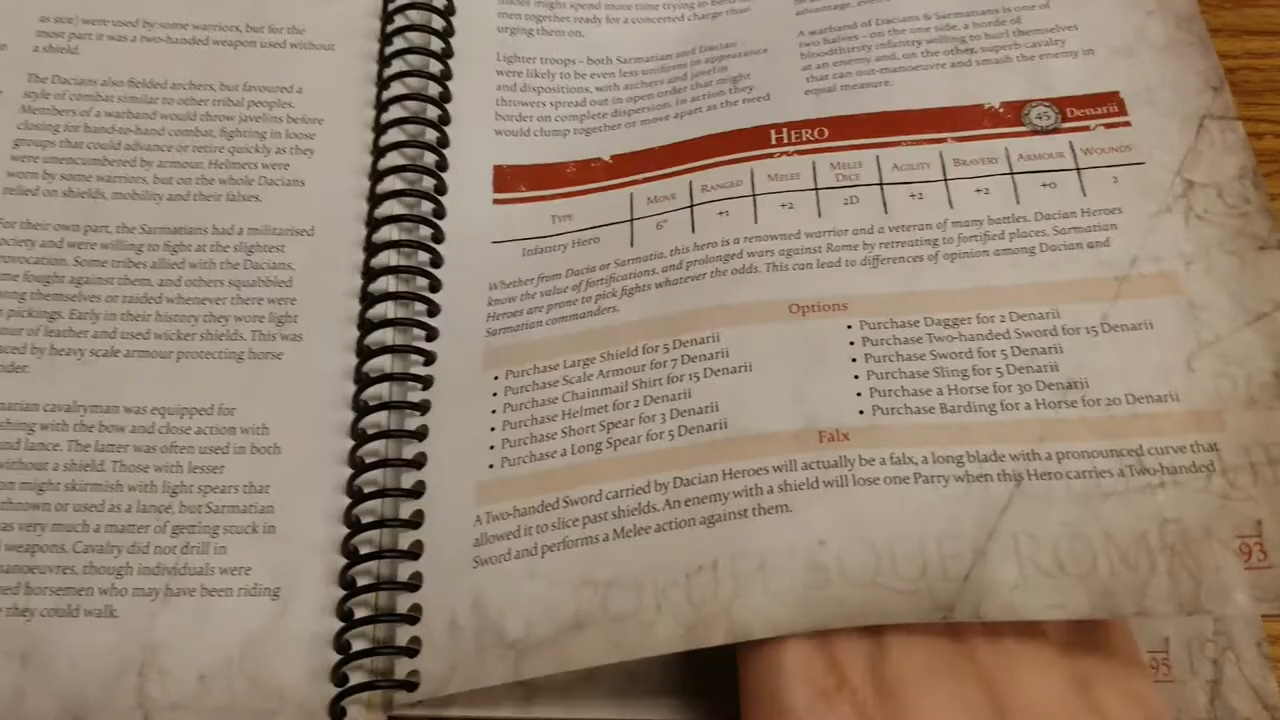 as sice) were used by some warriors, but for the
most part it was a two-handed weapon used without
a shield.
The Dacians also fielded archers, but favoured a
style of combat similar to other tribal peoples.
Members of a warband would throw javelins before
closing for hand-to-hand combat, fighting in loose
groups that could advance or retire quickly as they
were unencumbered by armour. Helmets were
worn by some warriors, but on the whole Dacians
relied on shields, mobility and their falxes.
For their own part, the Sarmatians had a militarised
society and were willing to fight at the slightest
provocation. Some tribes allied with the Dacians,
fought against them, and others squabbled
themselves or raided whenever there were
pickings. Early in their history they wore light
of leather and used wicker shields. This was
by heavy scale armour protecting horse
cavalryman was equipped for
with the bow and close action with
lance. The latter was often used in both
without a shield. Those with lesser
might skirmish with light spears that
thrown or used as a lance, but Sarmatian
was very much a matter of getting stuck in
weapons. Cavalry did not drill in
manoeuvres, though individuals were
horsemen who may have been riding
they could walk.
might spend more time trying to
men together ready for a concerted charge than
urging them on.
Lighter troops – both Sarmatian and Dacian –
were likely to be even less uniform in appearance
and dispositions, with archers and javelin
throwers spread out in open order that might
border on complete dispersion. In action they
would clump together or move apart as the need
advantage,
A warband of Dacians & Sarmatians is one of
two halves – on the one side, a horde of
bloodthirsty infantry willing to hurl themselves
at an enemy and, on the other, superb cavalry
that can out-manoeuvre and smash the enemy in
equal measure.
HERO 45 Denarii
TYPE MOVE RANGED MELEE MELEE DICE AGILITY BRAVERY ARMOUR WOUNDS
Infantry Hero 6" +1 +2 2D +2 +2 +0 2
Whether from Dacia or Sarmatia, this hero is a renowned warrior and a veteran of many battles. Dacian Heroes
know the value of fortifications, and prolonged wars against Rome by retreating to fortified places. Sarmatian
Heroes are prone to pick fights whatever the odds. This can lead to differences of opinion among Dacian and
Sarmatian commanders.
Options
• Purchase Large Shield for 5 Denarii
• Purchase Scale Armour for 7 Denarii
• Purchase Chainmail Shirt for 15 Denarii
• Purchase Helmet for 2 Denarii
• Purchase Short Spear for 3 Denarii
• Purchase a Long Spear for 5 Denarii
• Purchase Dagger for 2 Denarii
• Purchase Two-handed Sword for 15 Denarii
• Purchase Sword for 5 Denarii
• Purchase Sling for 5 Denarii
• Purchase a Horse for 30 Denarii
• Purchase Barding for a Horse for 20 Denarii
Falx
A Two-handed Sword carried by Dacian Heroes will actually be a falx, a long blade with a pronounced curve that
allowed it to slice past shields. An enemy with a shield will lose one Parry when this Hero carries a Two-handed
Sword and performs a Melee action against them.
93
95